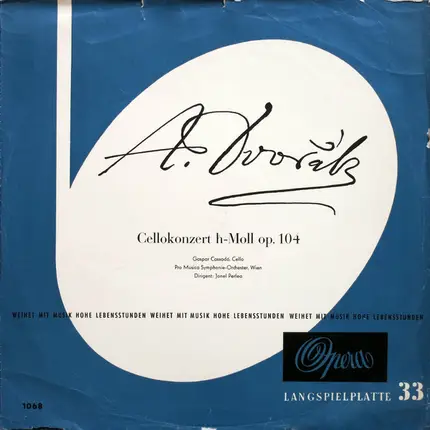 A. Dvořák
Cellokonzert h-Moll op. 104
Gaspar Cassadó, Cello
Pro Musica Symphonie-Orchester, Wien
Dirigent: Jonel Perlea
WEIHET MIT MUSIK HOHE LEBENSSTUNDEN WEIHET MIT MUSIK HOHE LEBENSSTUNDEN WEIHET MIT MUSIK HOHE LEBENSSTUNDEN
Opera
LANGSPIELPLATTE 33
1068